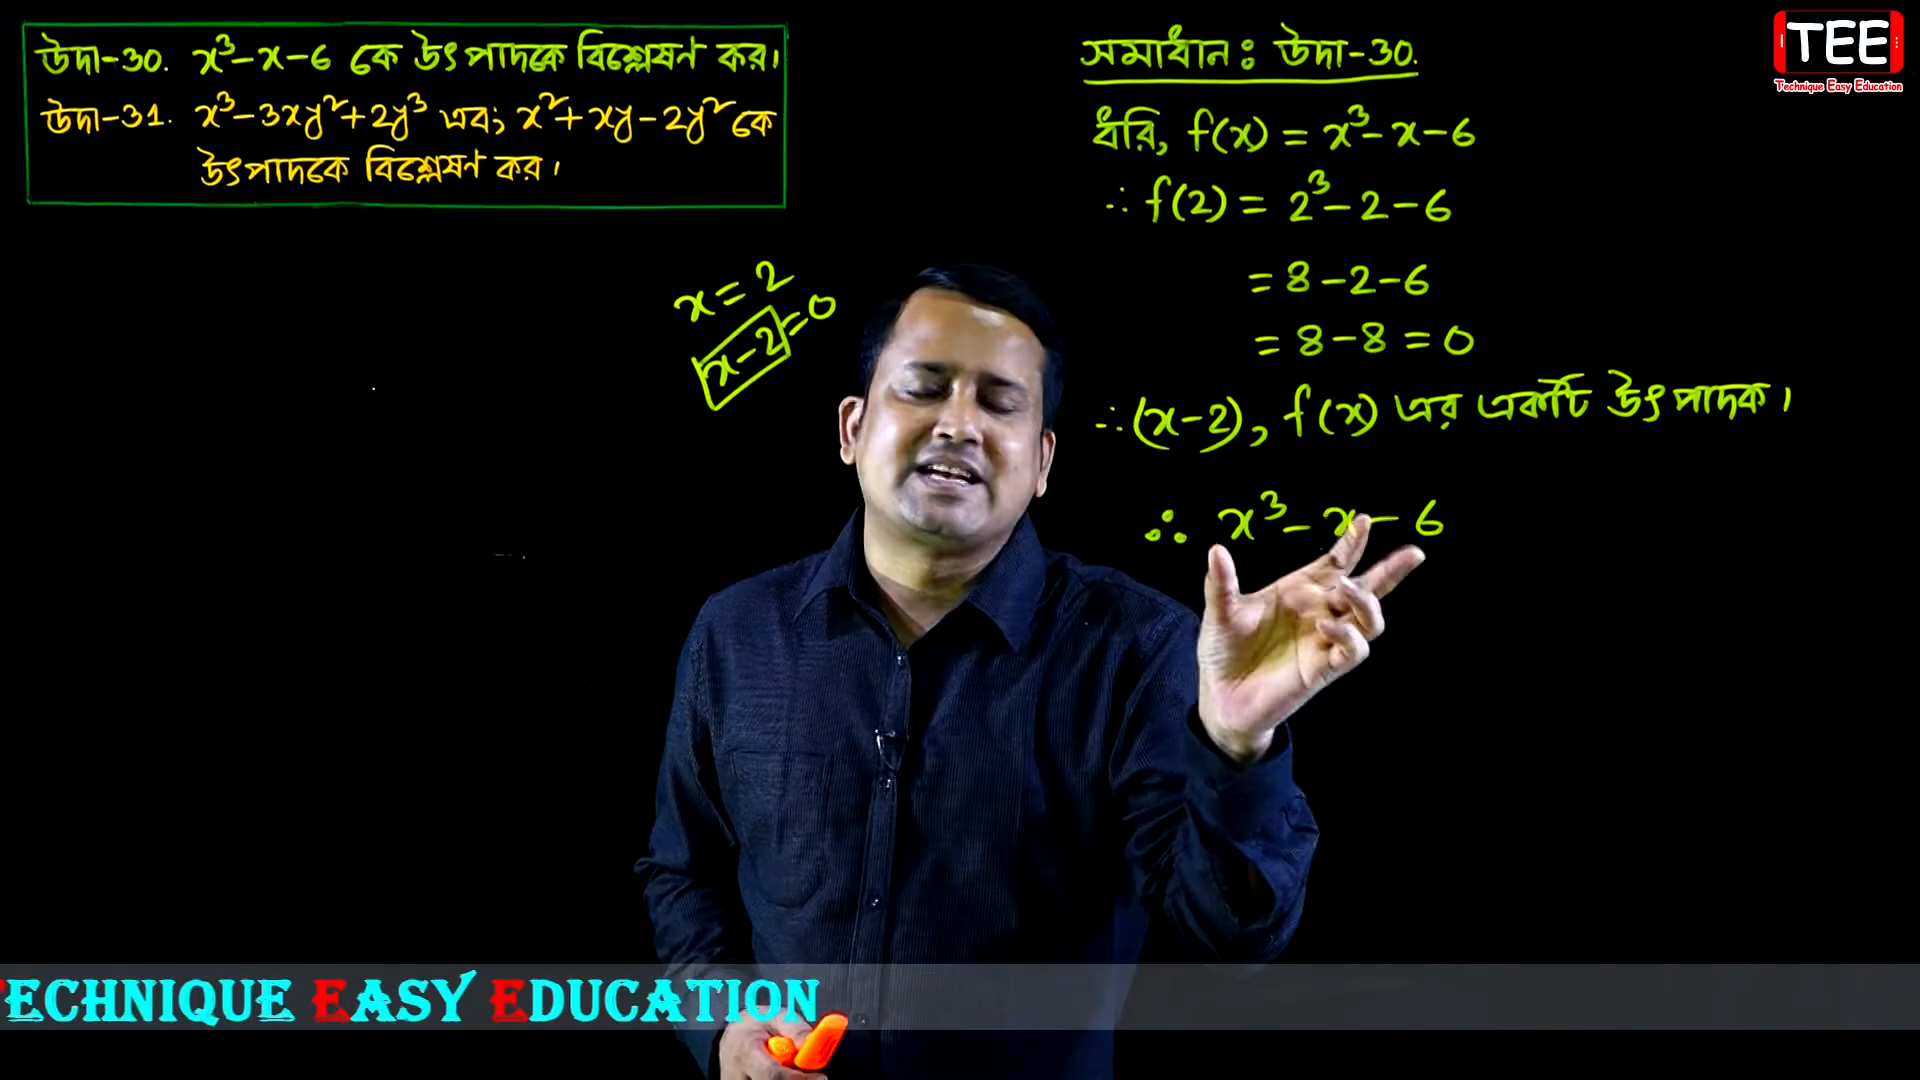 উদা-30. x³-x-6 কে উৎপাদকে বিশ্লেষণ কর।
উদা-31. x³-3xy²+2y³ এবং x²+xy-2y² কে
উৎপাদকে বিশ্লেষণ কর।
x=2
x-2=0
সমাধান: উদা-30.
ধরি, f(x) = x³-x-6
∴ f(2) = 2³-2-6
= 8-2-6
= 8-8 = 0
∴ (x-2), f(x) এর একটি উৎপাদক।
∴ x³-x-6
TEE
Technique Easy Education
TECHNIQUE EASY EDUCATION